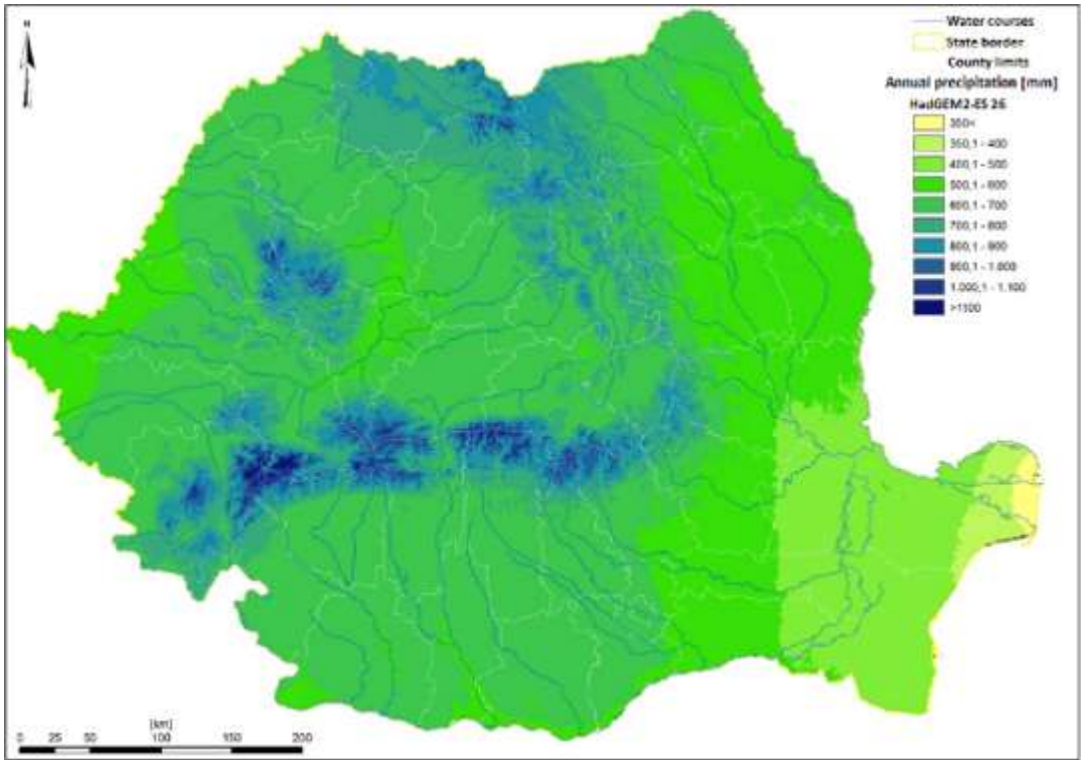 N
Water courses
State border
County limits
Annual precipitation [mm]
HadGEM2-ES 26
350<
350,1 - 400
400,1 - 500
500,1 - 600
600,1 - 700
700,1 - 800
800,1 - 900
900,1 - 1.000
1.000,1 - 1.100
>1100
[km]
0 25 50 100 150 200